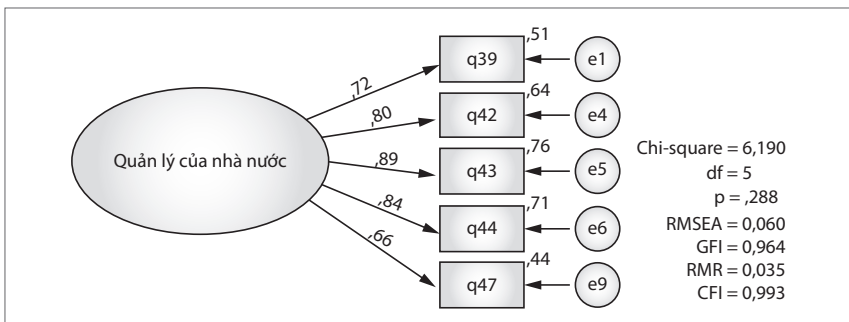 Quản lý của nhà nước
,72
,80
,89
,84
,66
q39
,51
e1
q42
,64
e4
q43
,76
e5
q44
,71
e6
q47
,44
e9
Chi-square = 6,190
df = 5
p = ,288
RMSEA = 0,060
GFI = 0,964
RMR = 0,035
CFI = 0,993